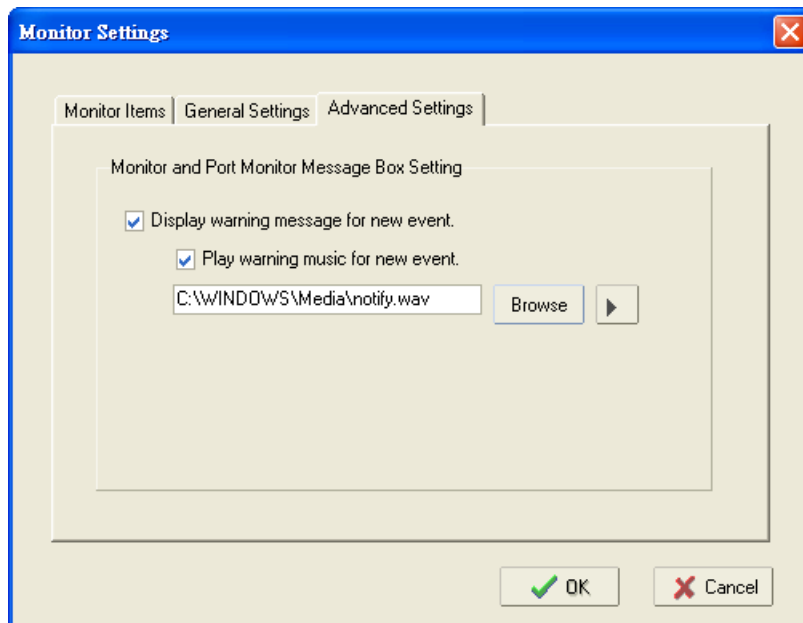 Monitor Settings
Monitor Items General Settings Advanced Settings
Monitor and Port Monitor Message Box Setting
Display warning message for new event.
Play warning music for new event.
C:\WINDOWS\Media\notify.wav Browse
OK Cancel